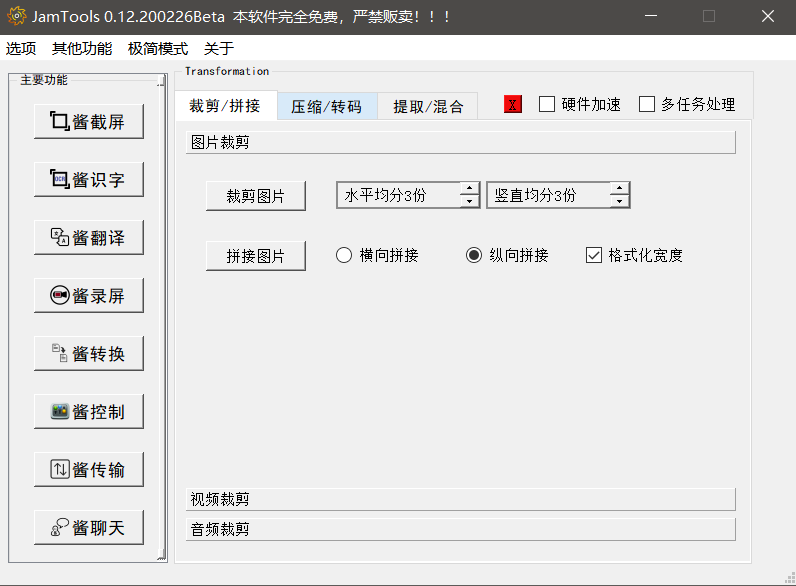 JamTools 0.12.200226Beta 本软件完全免费，严禁贩卖！！！
选项 其他功能 极简模式 关于
主要功能
酱截屏
OCR 酱识字
文A 酱翻译
酱录屏
酱转换
酱控制
酱传输
酱聊天
Transformation
裁剪/拼接 压缩/转码 提取/混合 X 硬件加速 多任务处理
图片裁剪
裁剪图片 水平均分3份 竖直均分3份
拼接图片 横向拼接 纵向拼接 格式化宽度
视频裁剪
音频裁剪